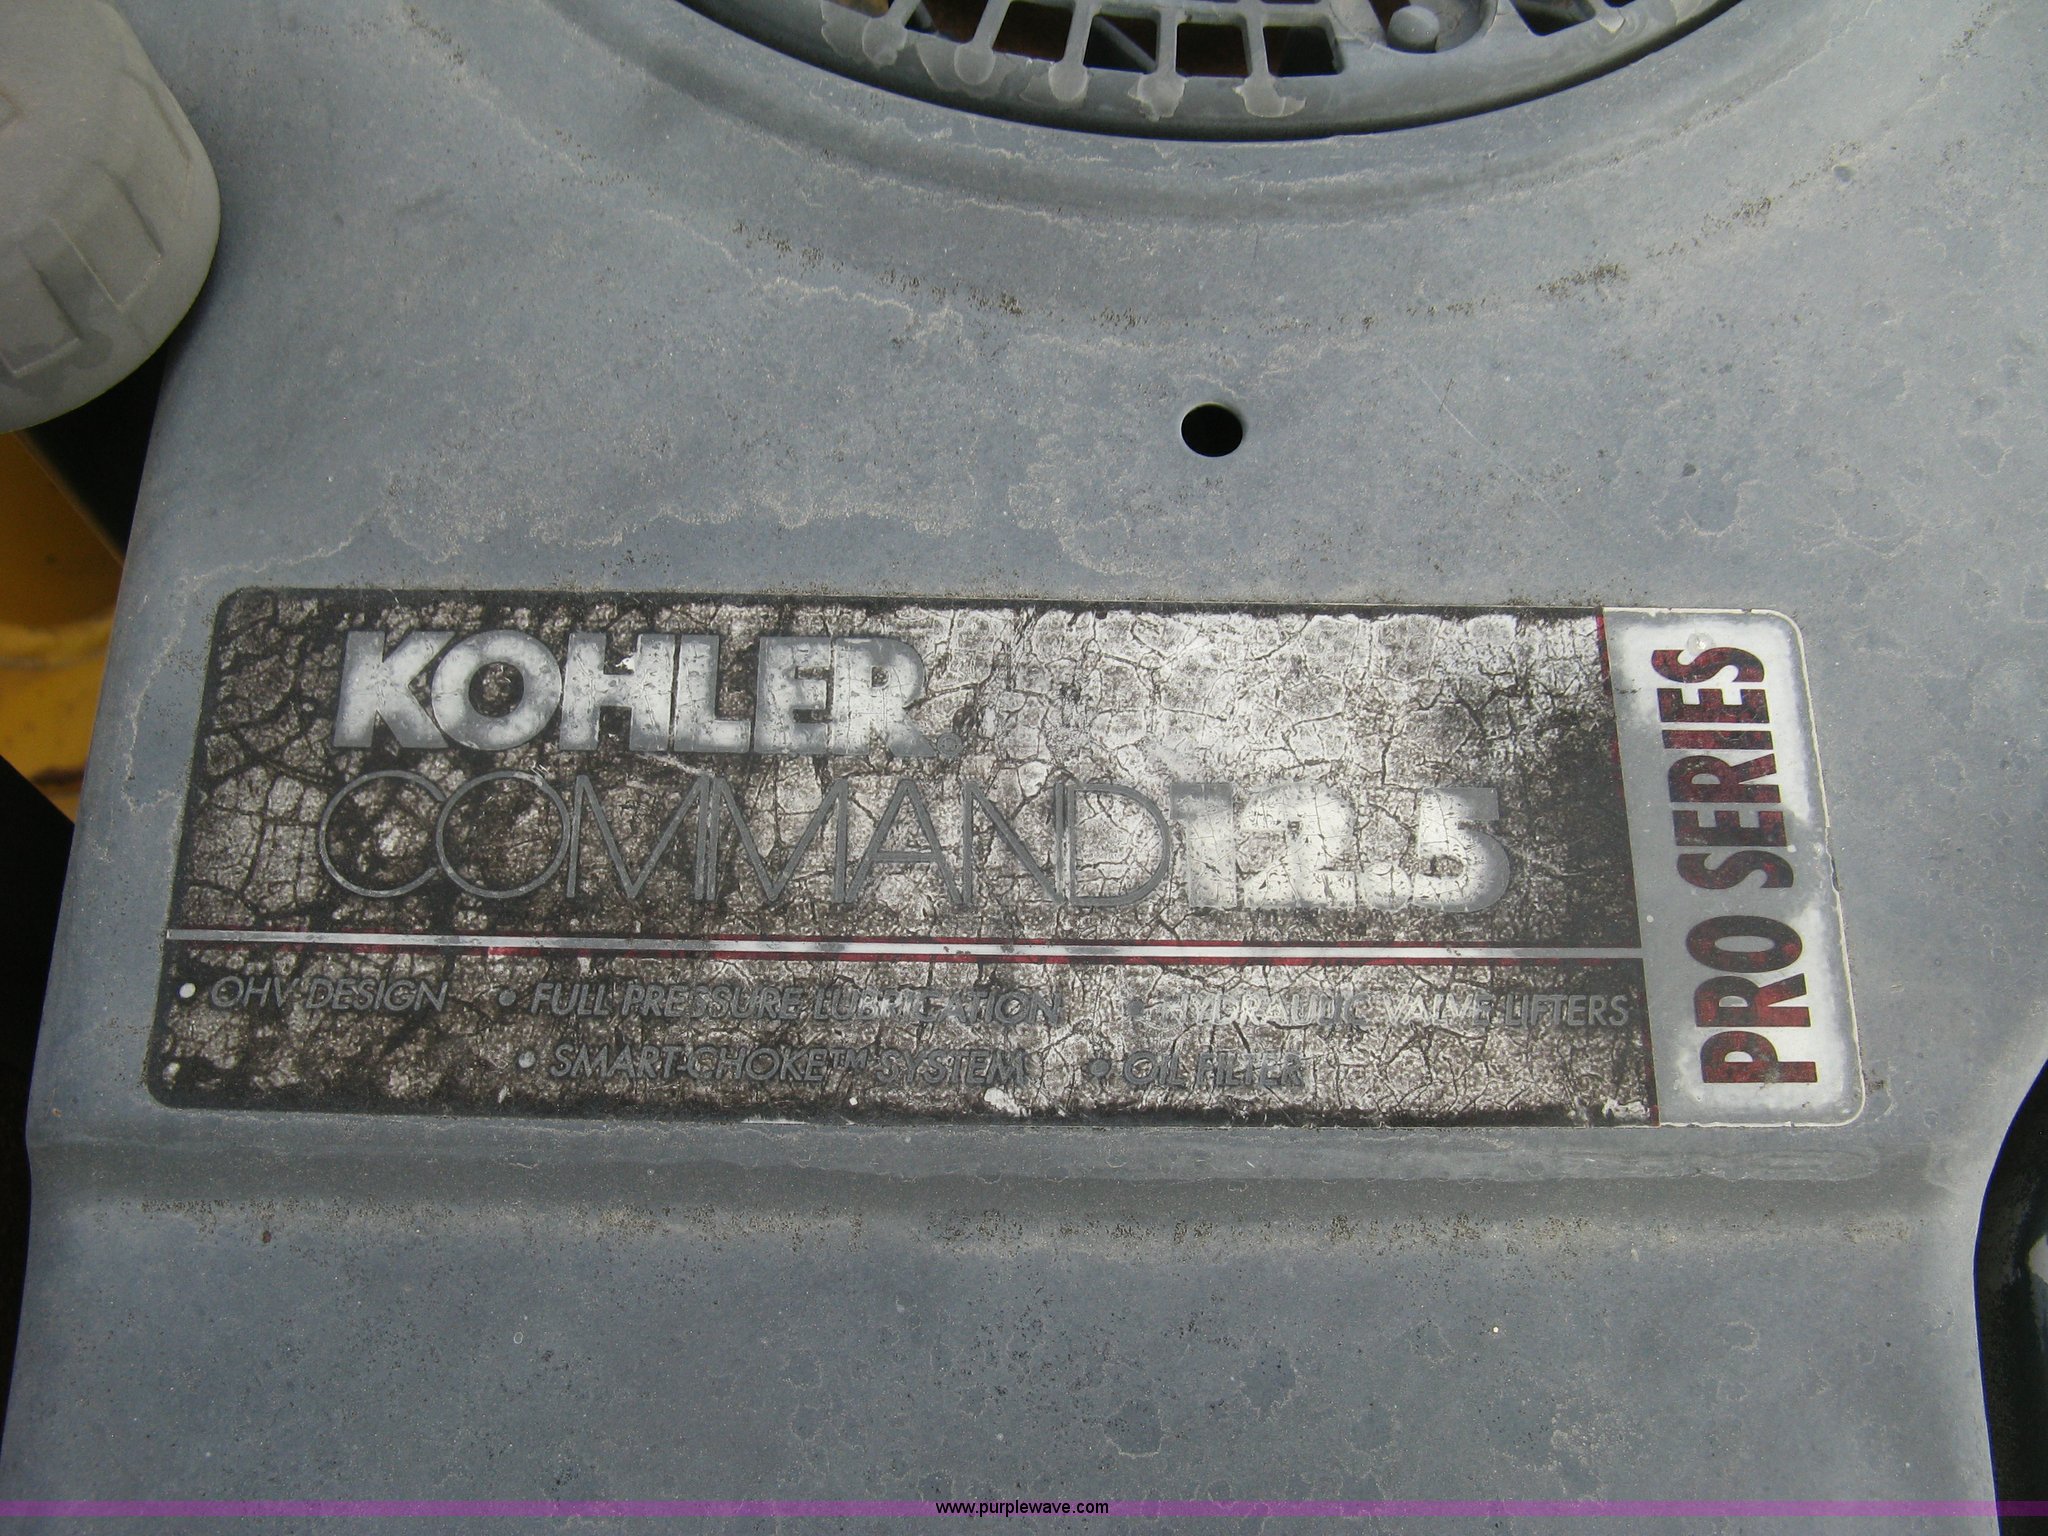 KOHLER®
COMMAND 12.5
PRO SERIES
• OHV DESIGN • FULL PRESSURE LUBRICATION • HYDRAULIC VALVE LIFTERS
• SMART-CHOKE™ SYSTEM • OIL FILTER
www.purplewave.com